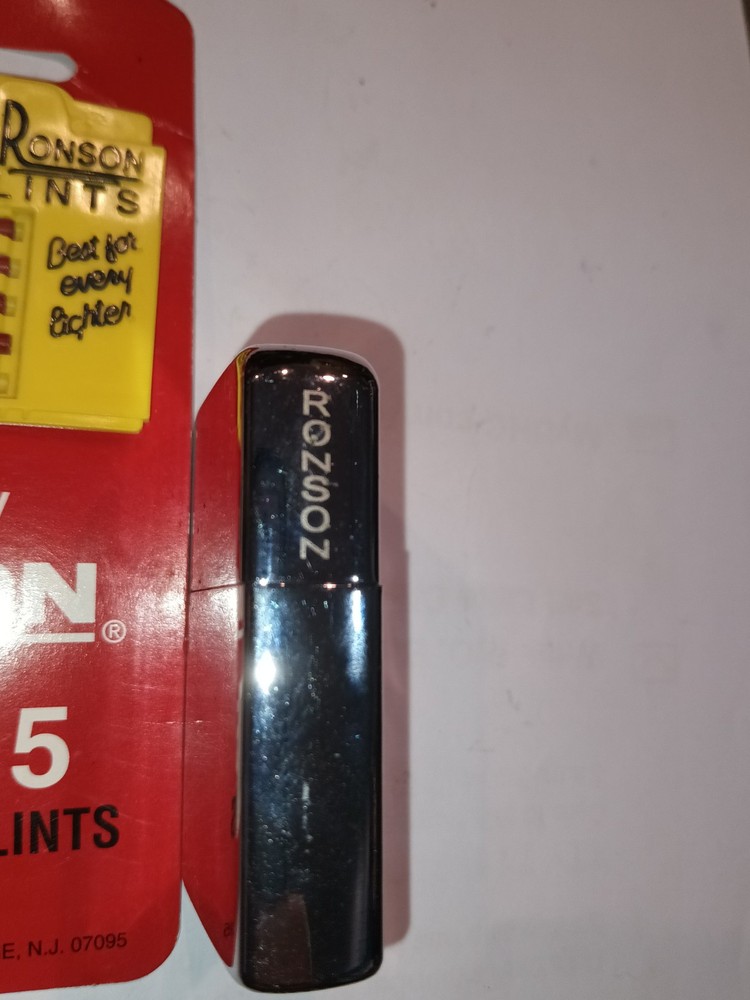 RONSON
LINTS
Best for
every
lighter
ON®
5
LINTS
E, N.J. 07095
RONSON